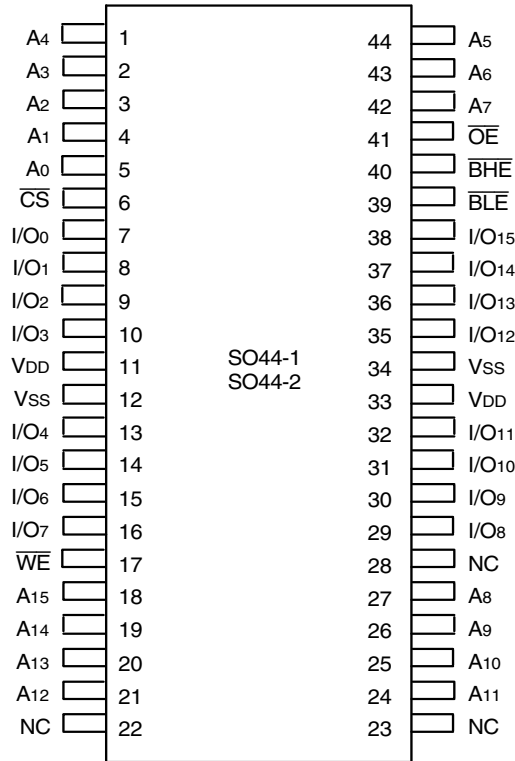 A4 1 44 A5
A3 2 43 A6
A2 3 42 A7
A1 4 41 OE
A0 5 40 BHE
CS 6 39 BLE
I/O0 7 38 I/O15
I/O1 8 37 I/O14
I/O2 9 36 I/O13
I/O3 10 35 I/O12
VDD 11 SO44-1 34 VSS
VSS 12 SO44-2 33 VDD
I/O4 13 32 I/O11
I/O5 14 31 I/O10
I/O6 15 30 I/O9
I/O7 16 29 I/O8
WE 17 28 NC
A15 18 27 A8
A14 19 26 A9
A13 20 25 A10
A12 21 24 A11
NC 22 23 NC